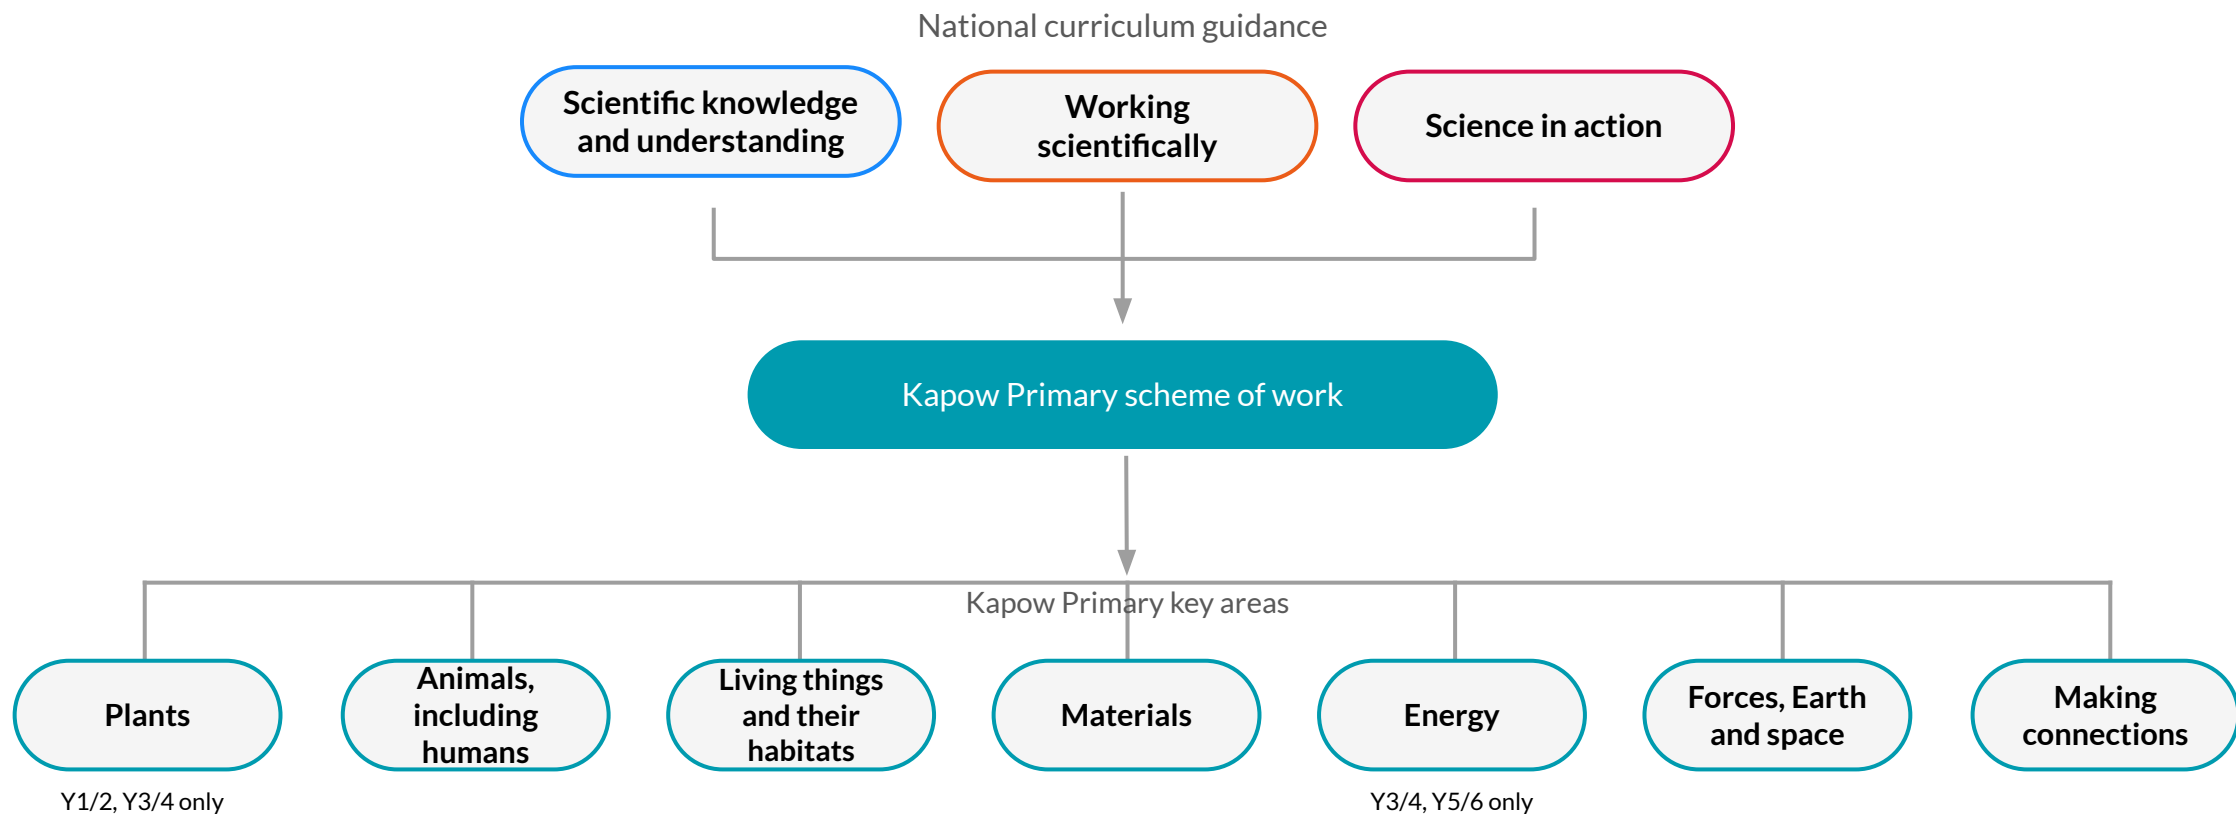 National curriculum guidance
Scientific knowledge
and understanding
Working
scientifically
Science in action
Kapow Primary scheme of work
Kapow Primary key areas
Plants
Animals,
including
humans
Living things
and their
habitats
Materials
Energy
Forces, Earth
and space
Making
connections
Y1/2, Y3/4 only
Y3/4, Y5/6 only